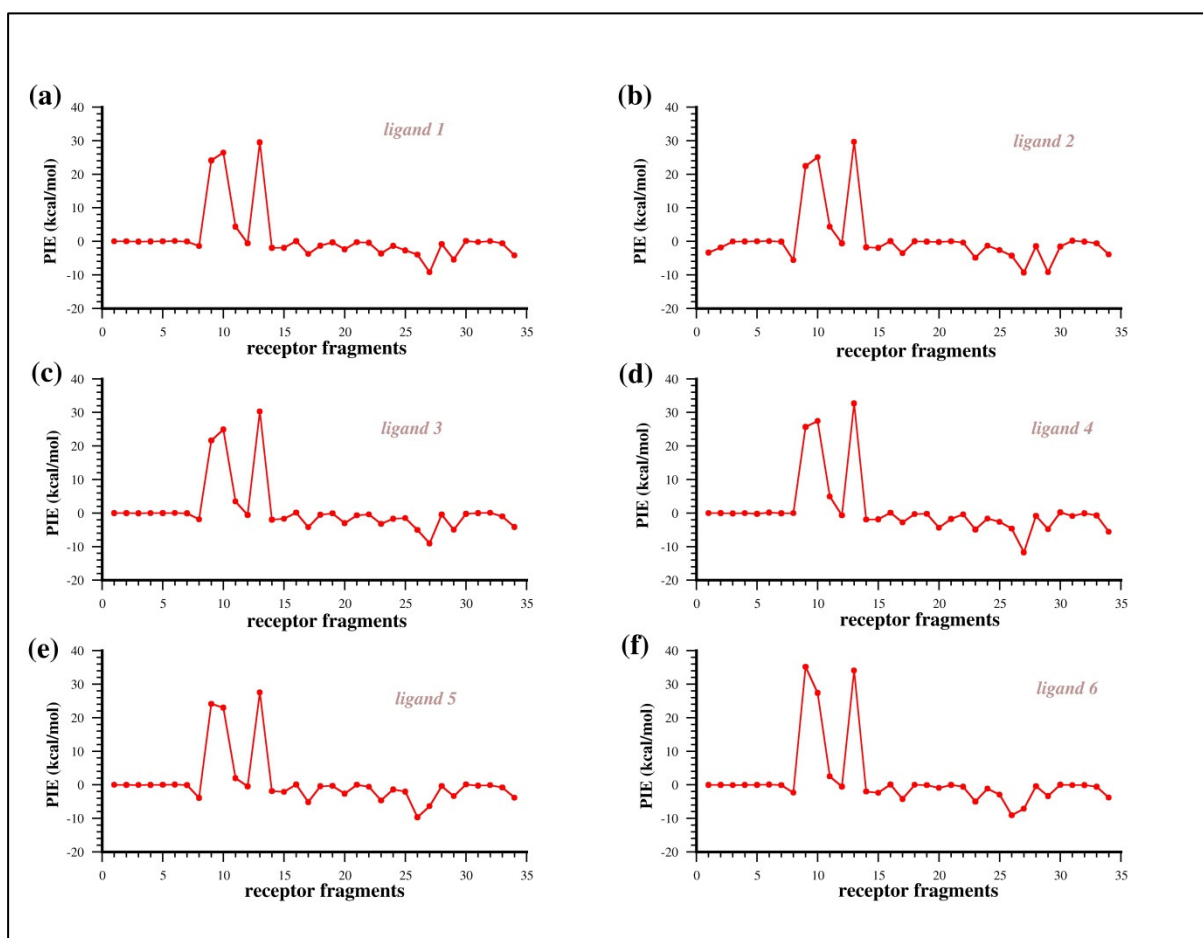 (a)
ligand 1
PIE (kcal/mol)
40
30
20
10
0
-10
-20
0 5 10 15 20 25 30 35
receptor fragments
(b)
ligand 2
PIE (kcal/mol)
40
30
20
10
0
-10
-20
0 5 10 15 20 25 30 35
receptor fragments
(c)
ligand 3
PIE (kcal/mol)
40
30
20
10
0
-10
-20
0 5 10 15 20 25 30 35
receptor fragments
(d)
ligand 4
PIE (kcal/mol)
40
30
20
10
0
-10
-20
0 5 10 15 20 25 30 35
receptor fragments
(e)
ligand 5
PIE (kcal/mol)
40
30
20
10
0
-10
-20
0 5 10 15 20 25 30 35
receptor fragments
(f)
ligand 6
PIE (kcal/mol)
40
30
20
10
0
-10
-20
0 5 10 15 20 25 30 35
receptor fragments